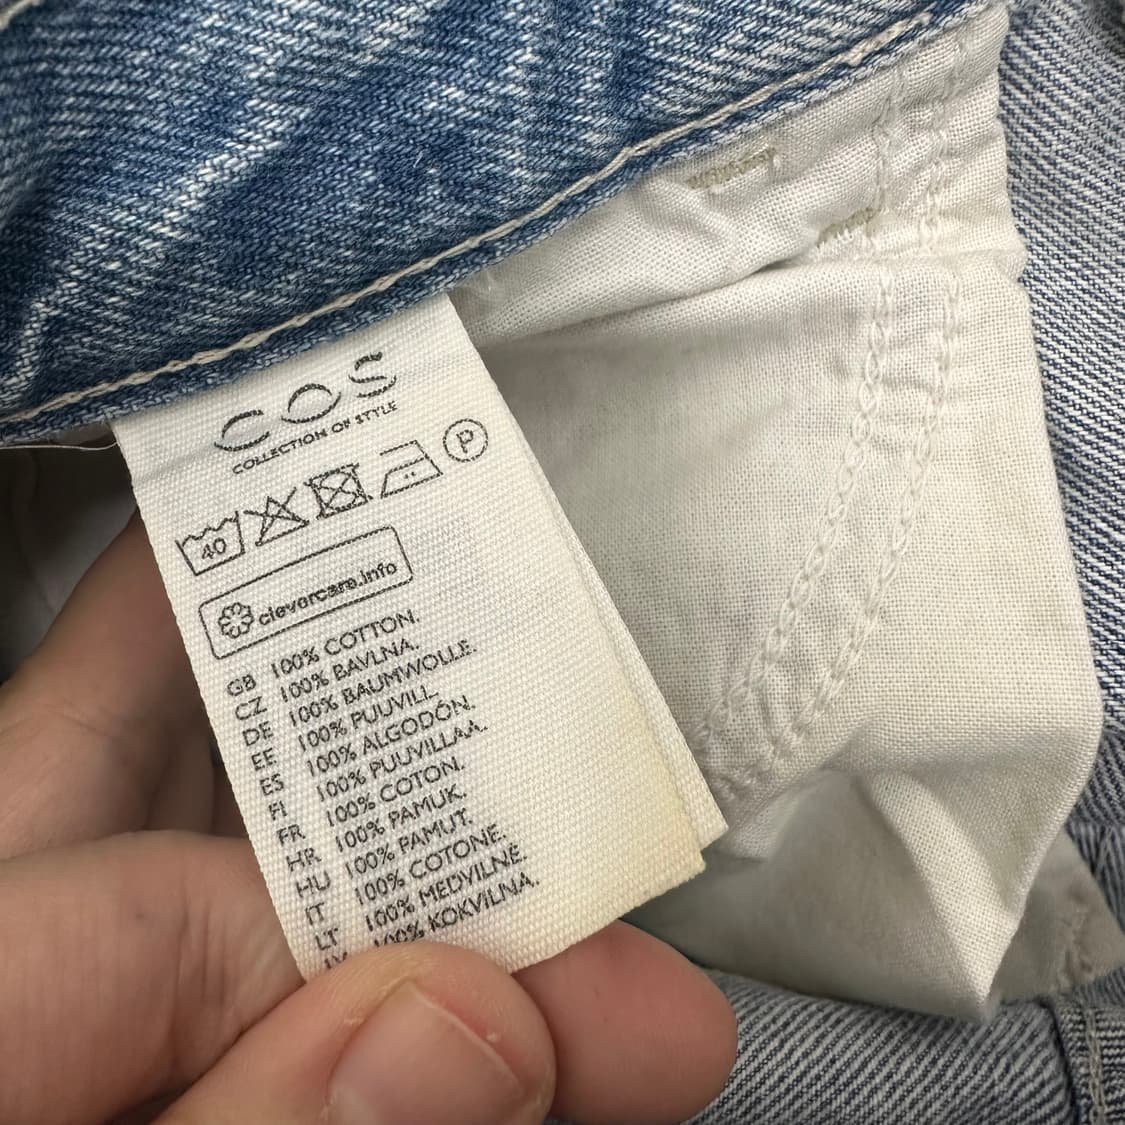 COS
COLLECTION OF STYLE
40 P
clevercare.info
GB 100% COTTON.
CZ 100% BAVLNA.
DE 100% BAUMWOLLE.
EE 100% PUUVILL.
ES 100% ALGODÓN.
FI 100% PUUVILLAA.
FR 100% COTON.
HR 100% PAMUK.
HU 100% PAMUT.
IT 100% COTONE.
LT 100% MEDVILNĖ.
LV 100% KOKVILNA.